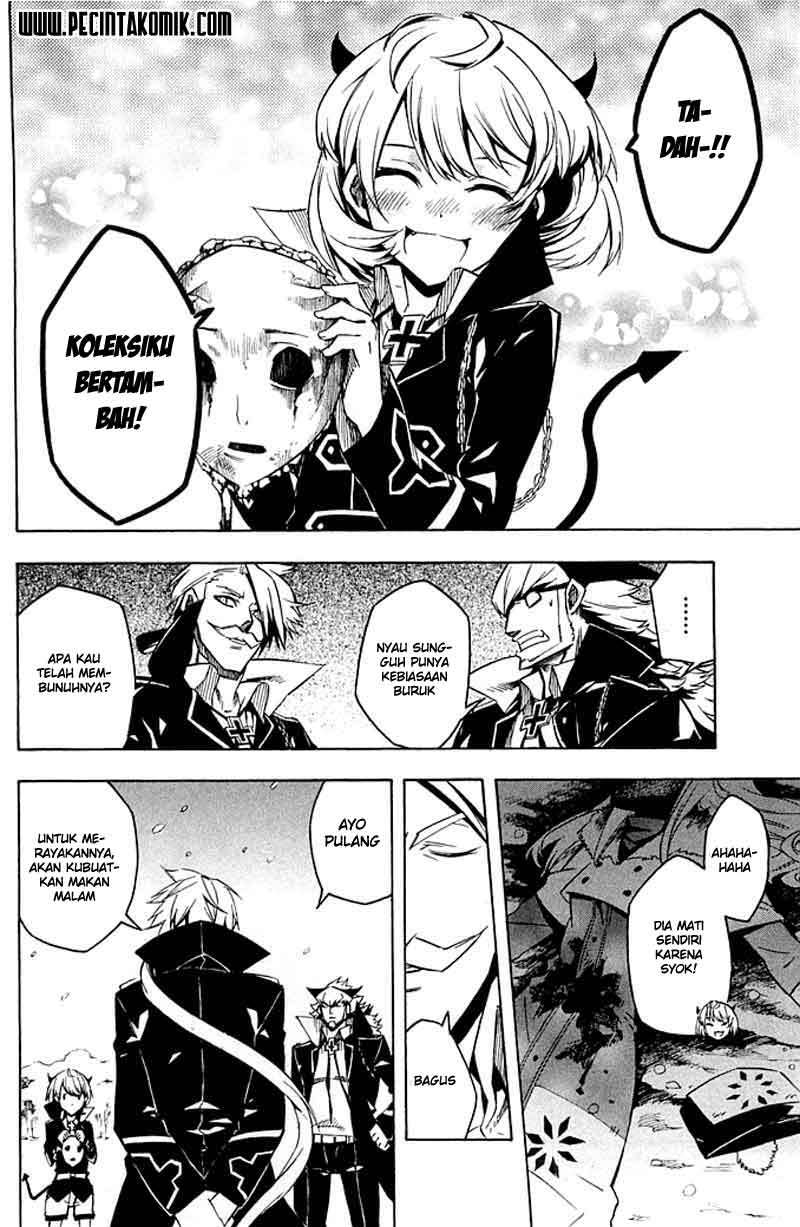 WWW.PECINTAKOMIK.COM
TA-
DAH-!!
KOLEKSIKU
BERTAM-
BAH!
......
NYAU SUNG-
GUH PUNYA
KEBIASAAN
BURUK
APA KAU
TELAH MEM-
BUNUHNYA?
AHAHA-
HAHA
DIA MATI
SENDIRI
KARENA
SYOK!
BAGUS
AYO
PULANG
UNTUK ME-
RAYAKANNYA,
AKAN KUBUAT-
KAN MAKAN
MALAM